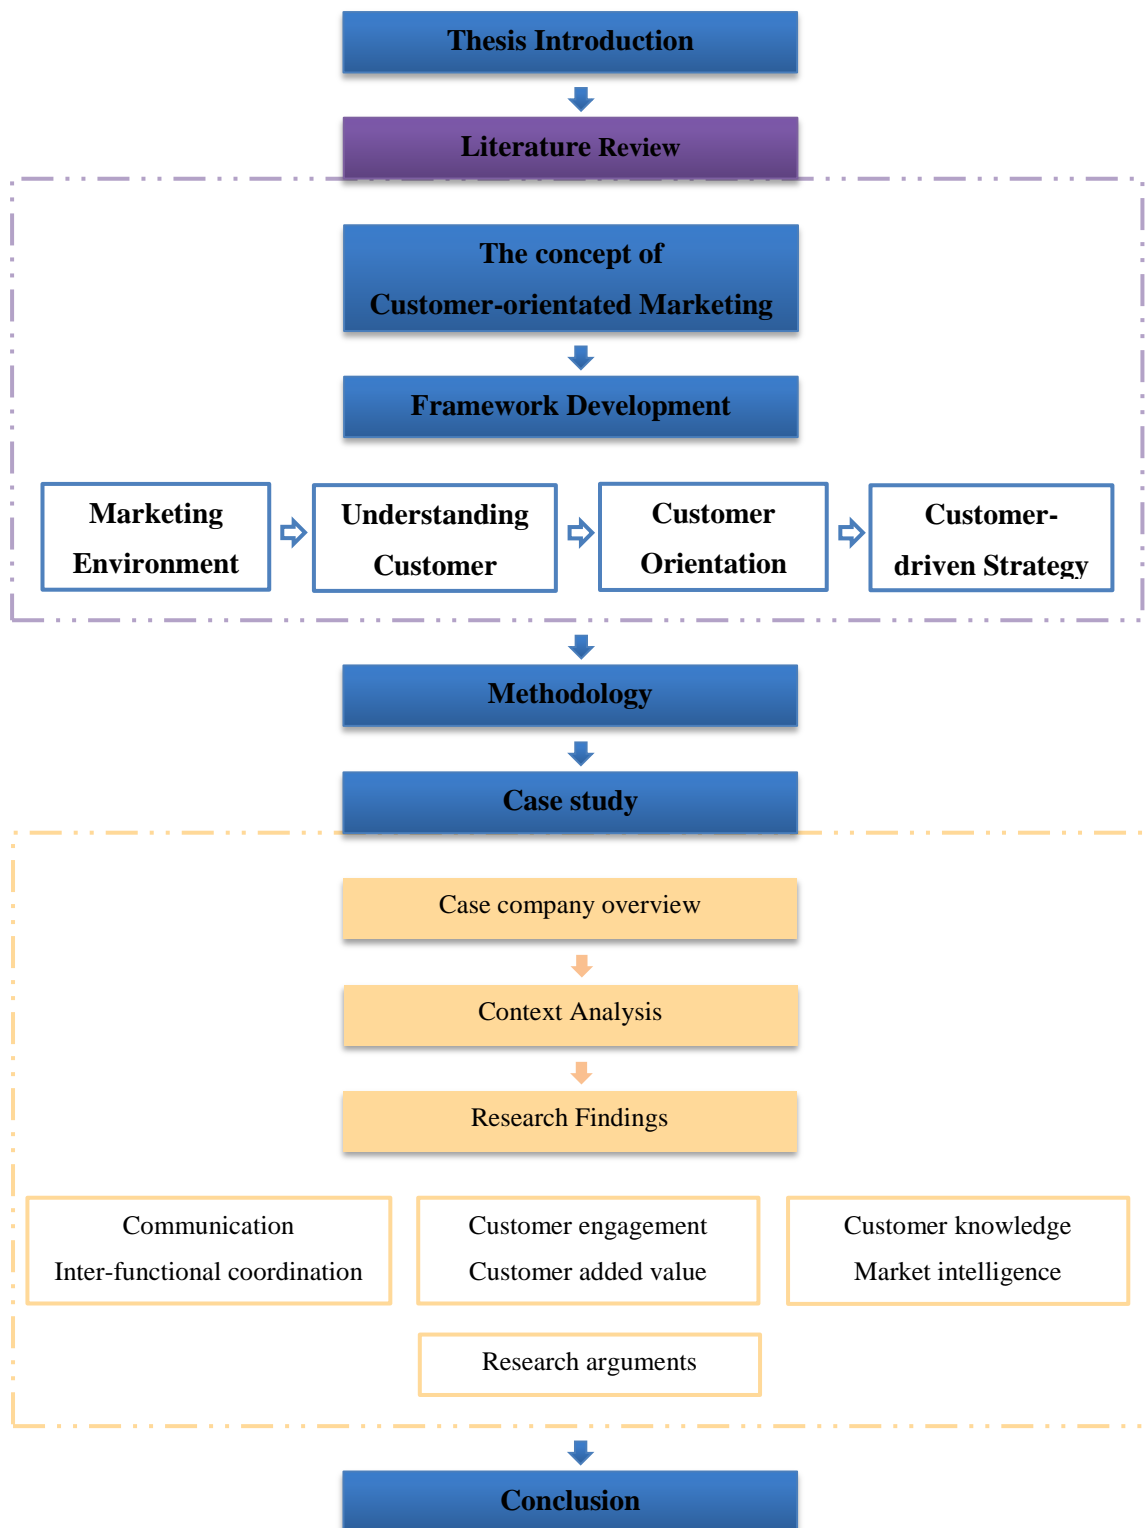 Thesis Introduction
Literature Review
The concept of
Customer-orientated Marketing
Framework Development
Marketing
Environment
Understanding
Customer
Customer
Orientation
Customer-
driven Strategy
Methodology
Case study
Case company overview
Context Analysis
Research Findings
Communication
Inter-functional coordination
Customer engagement
Customer added value
Customer knowledge
Market intelligence
Research arguments
Conclusion